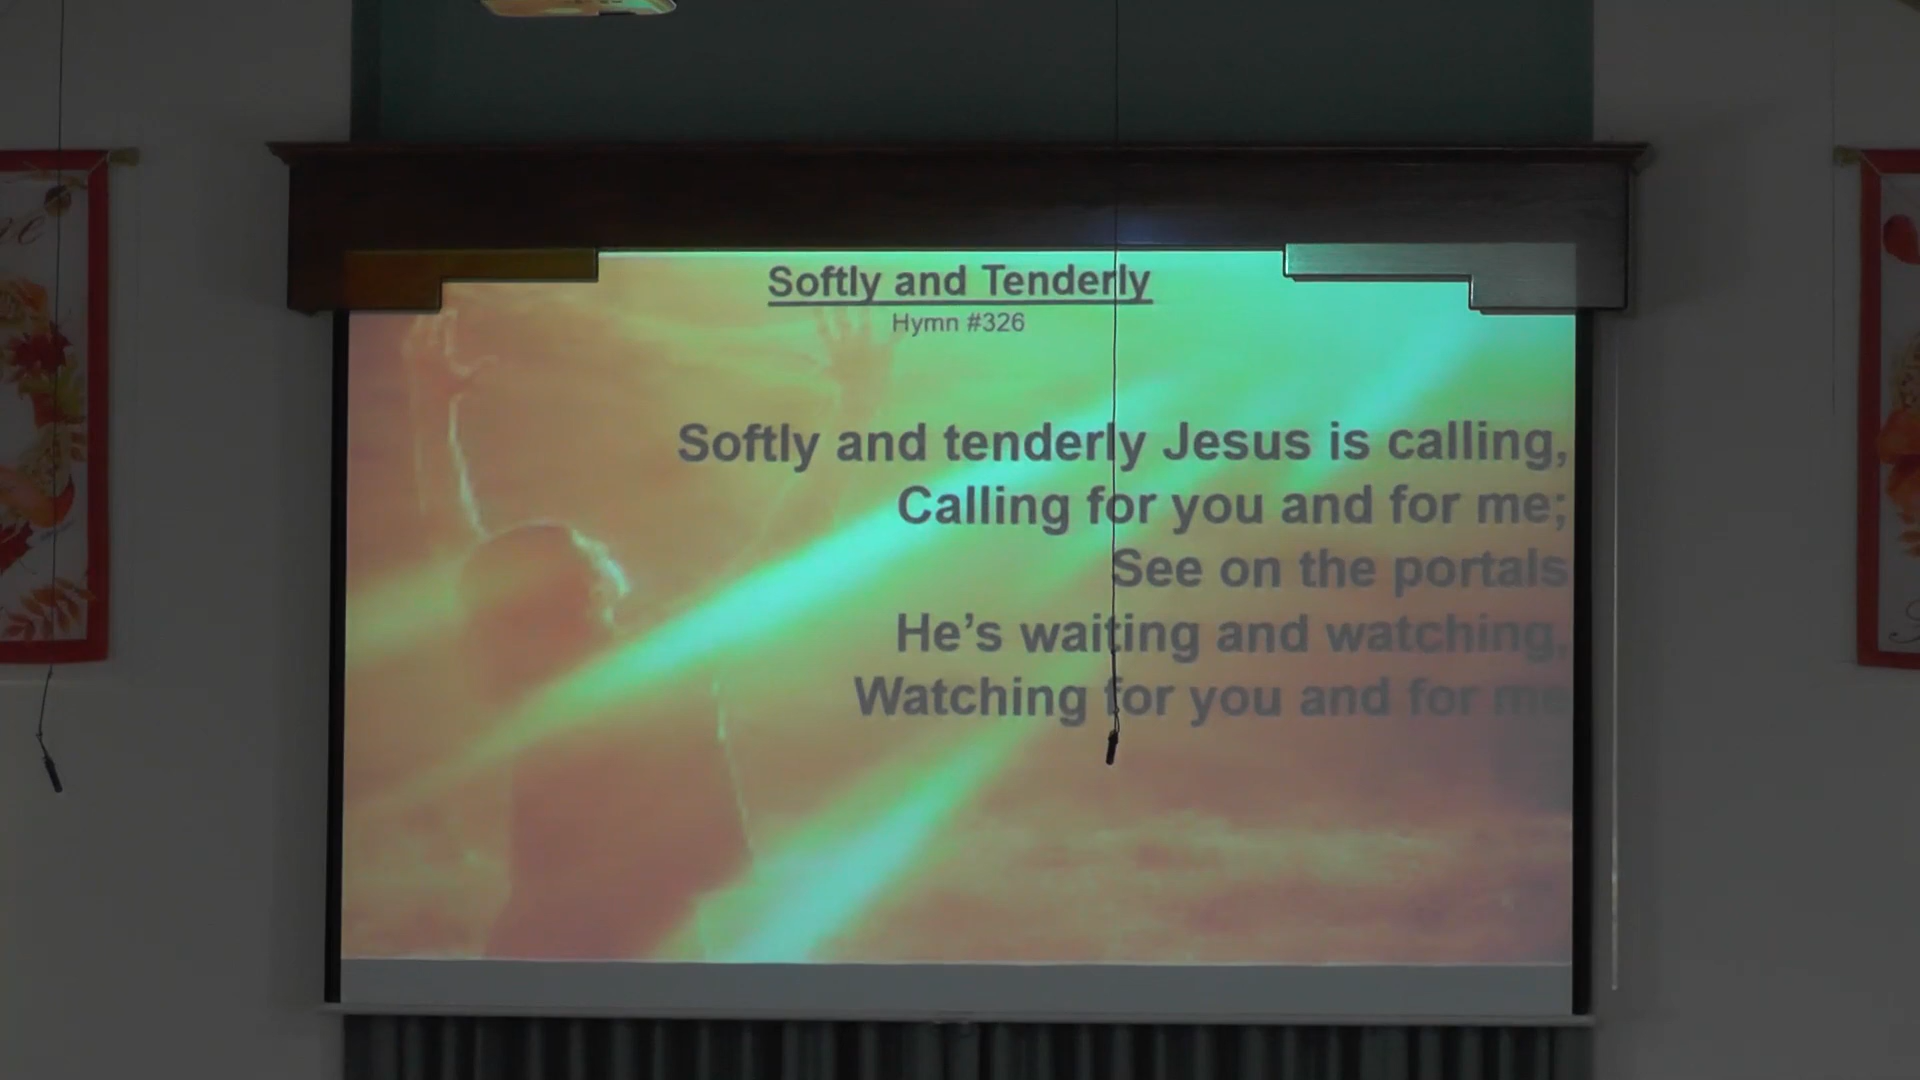 Softly and Tenderly
Hymn #326
Softly and tenderly Jesus is calling,
Calling for you and for me;
See on the portals
He’s waiting and watching,
Watching for you and for me